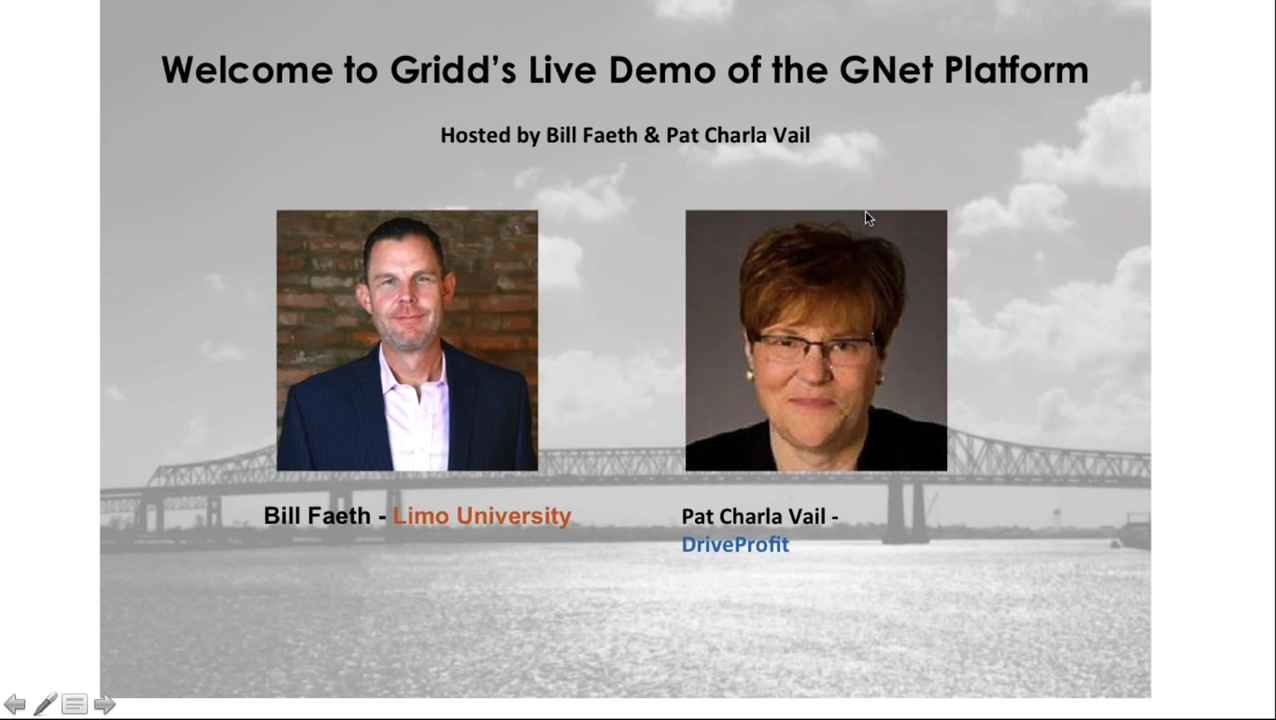 Welcome to Gridd’s Live Demo of the GNet Platform
Hosted by Bill Faeth & Pat Charla Vail
Bill Faeth - Limo University
Pat Charla Vail -
DriveProfit